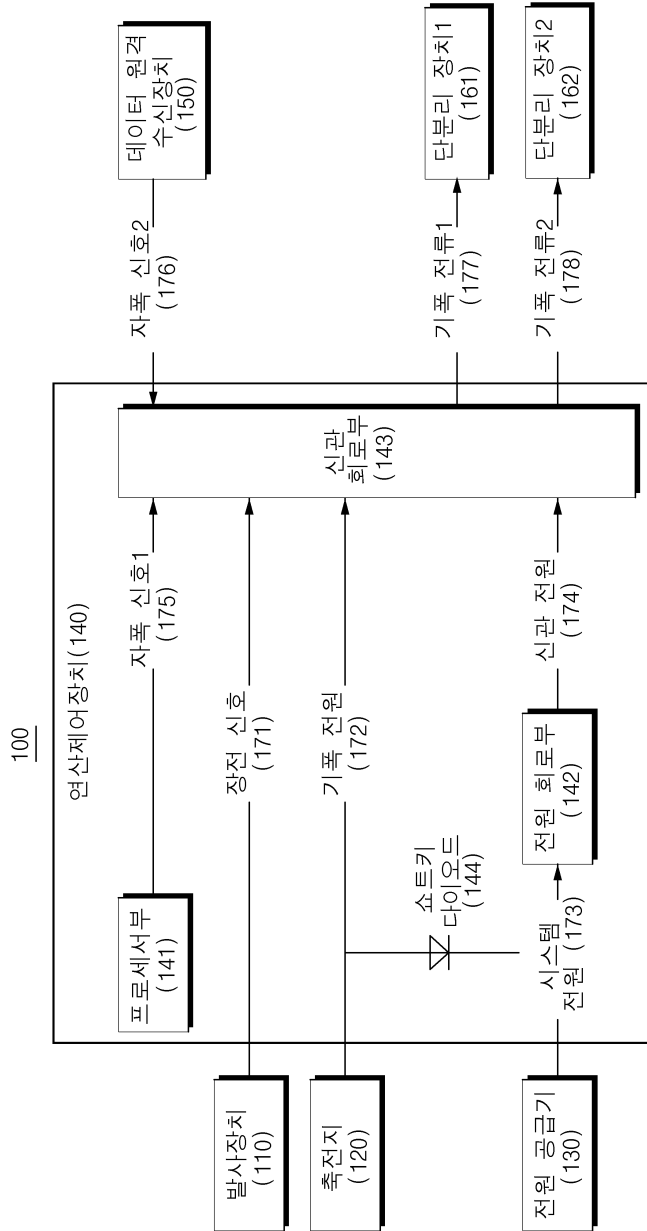 100
연산제어장치(140)
발사장치
(110)
축전지
(120)
전원 공급기
(130)
프로세서부
(141)
자폭 신호1
(175)
장전 신호
(171)
기폭 전원
(172)
쇼트키
다이오드
(144)
시스템
전원 (173)
전원 회로부
(142)
신관 전원
(174)
신관
회로부
(143)
자폭 신호2
(176)
데이터 원격
수신장치
(150)
기폭 전류1
(177)
단분리 장치1
(161)
기폭 전류2
(178)
단분리 장치2
(162)